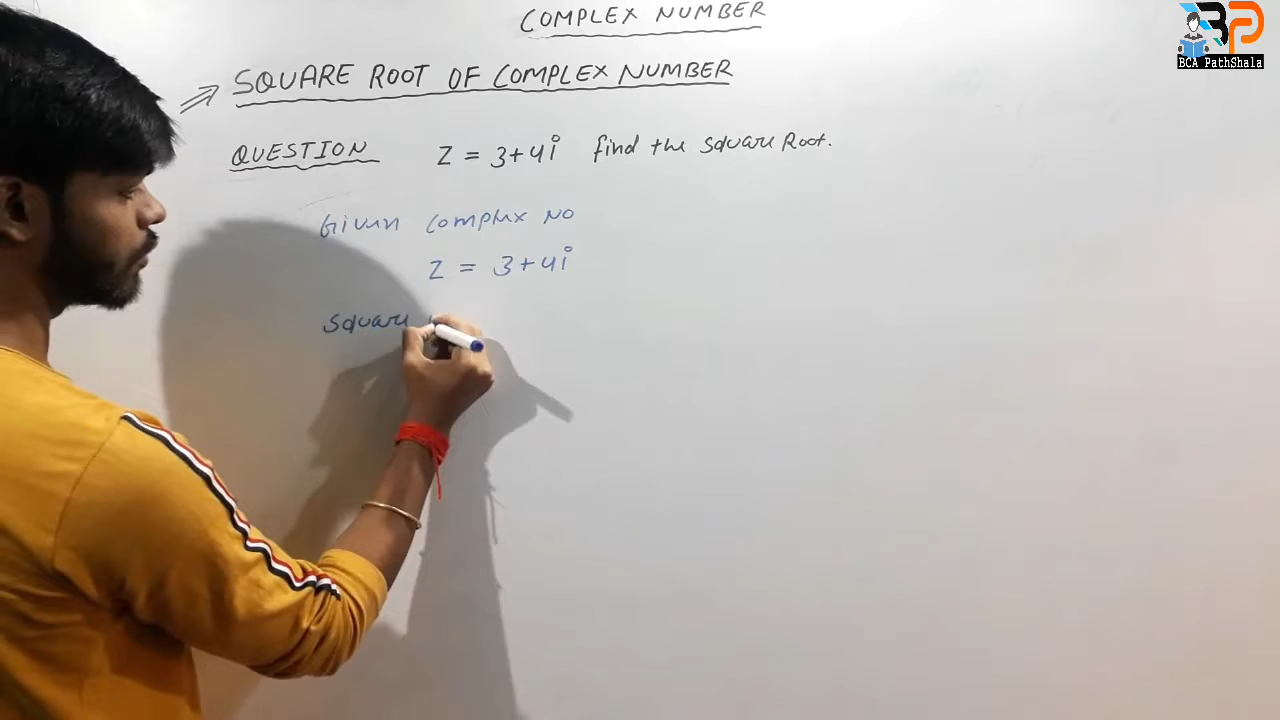 COMPLEX NUMBER
BP
BCA PathShala
SQUARE ROOT OF COMPLEX NUMBER
QUESTION Z = 3+4i find the square Root.
Given Complex No
Z = 3+4i
Square